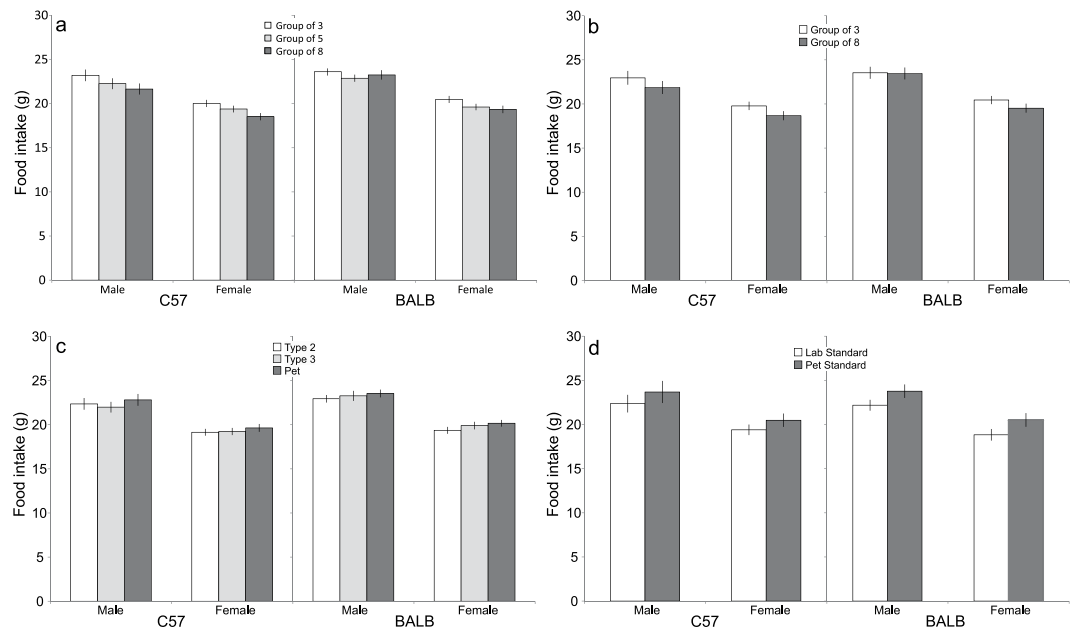 a
Group of 3
Group of 5
Group of 8
30
25
20
15
10
5
0
Food intake (g)
Male
Female
Male
Female
C57
BALB
b
Group of 3
Group of 8
30
25
20
15
10
5
0
Food intake (g)
Male
Female
Male
Female
C57
BALB
c
Type 2
Type 3
Pet
30
25
20
15
10
5
0
Food intake (g)
Male
Female
Male
Female
C57
BALB
d
Lab Standard
Pet Standard
30
25
20
15
10
5
0
Food intake (g)
Male
Female
Male
Female
C57
BALB